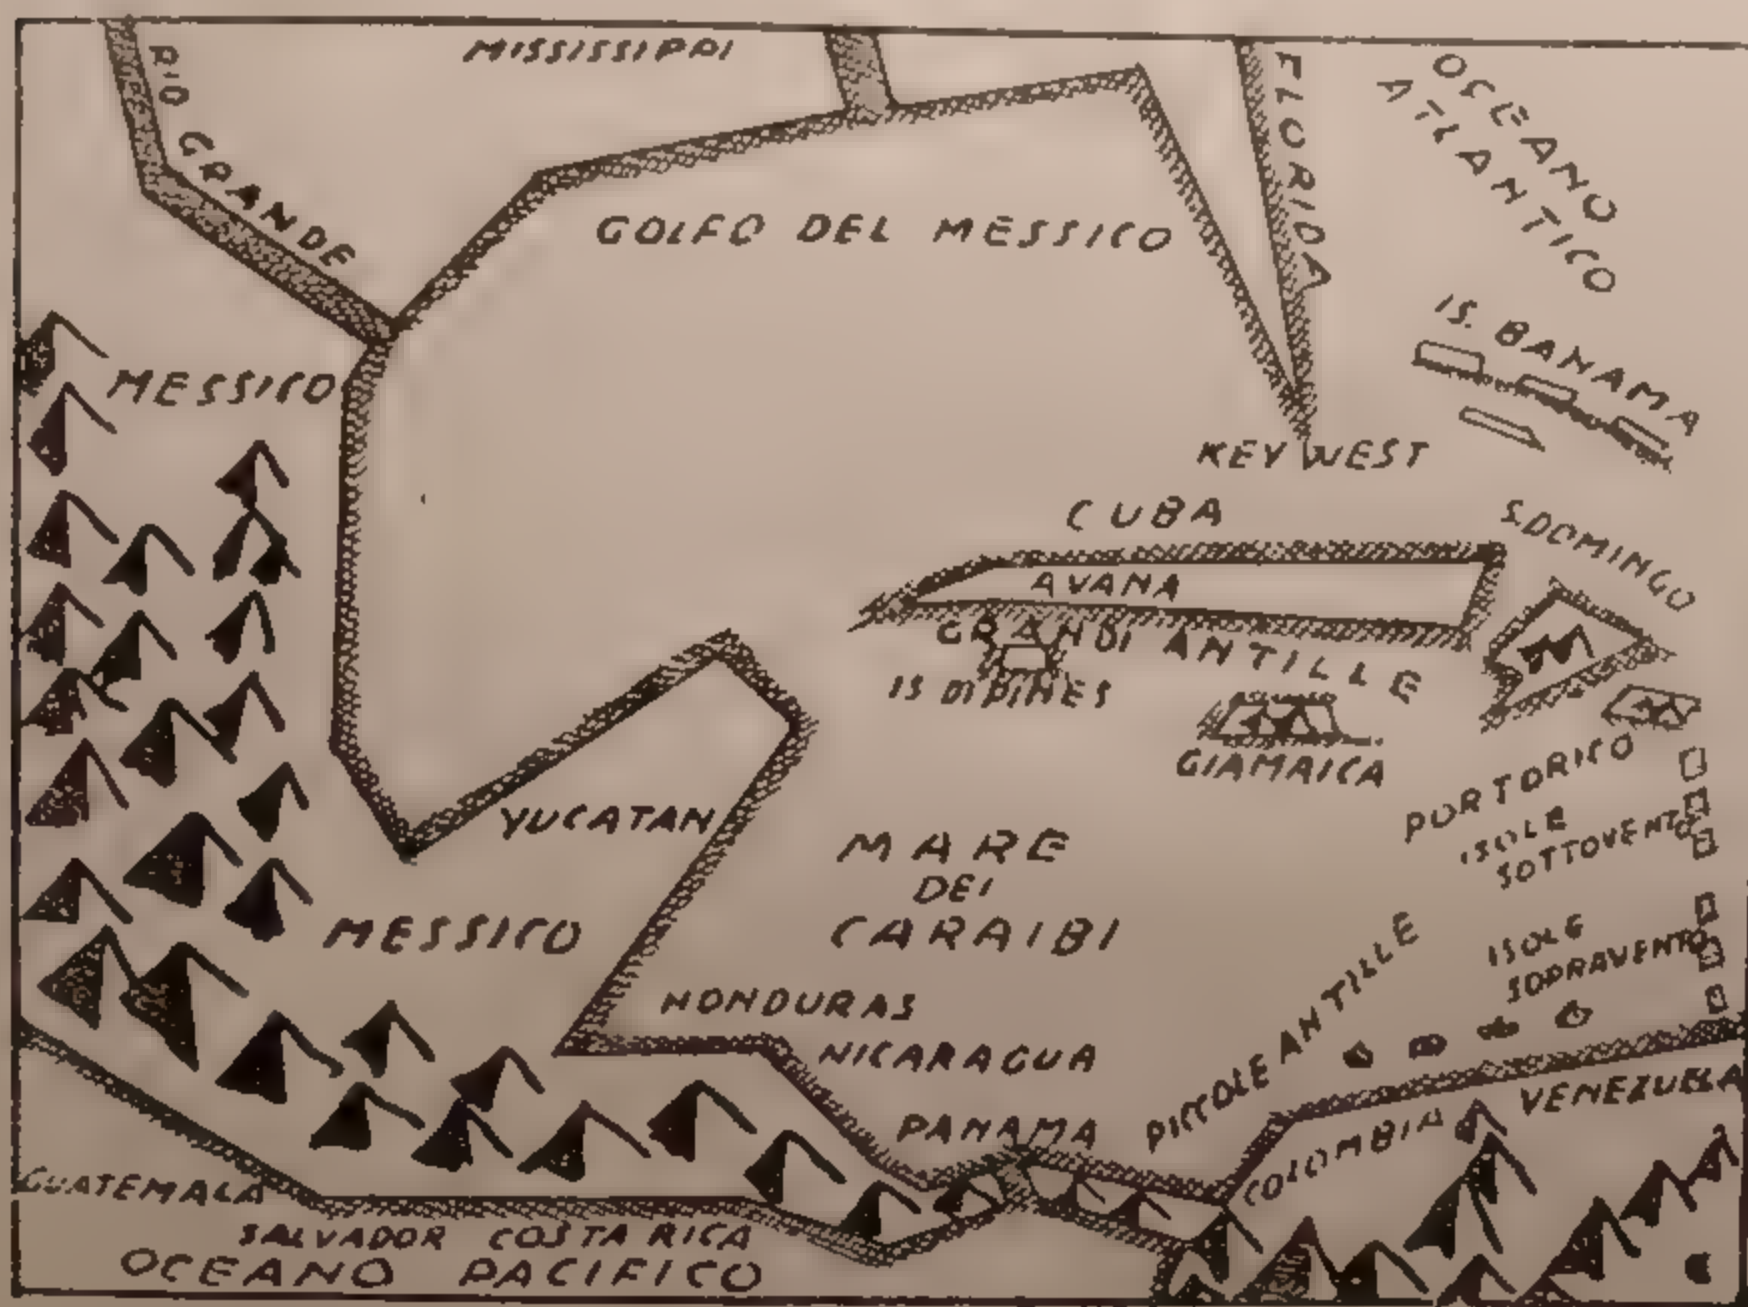 RIO GRANDE
MISSISSIPPI
FLORIDA
OCEANO
ATLANTICO
GOLFO DEL MESSICO
IS. BAHAMA
MESSICO
KEY WEST
CUBA
S.DOMINGO
AVANA
GRANDI ANTILLE
IS DI PINES
GIAMAICA
PORTORICO
YUCATAN
ISOLE
SOTTOVENTO
MARE
DEI
CARAIBI
MESSICO
ISOLE
SOPRAVENTO
PICCOLE ANTILLE
HONDURAS
NICARAGUA
PANAMA
VENEZUELA
COLOMBIA
GUATEMALA
SALVADOR COSTA RICA
OCEANO PACIFICO